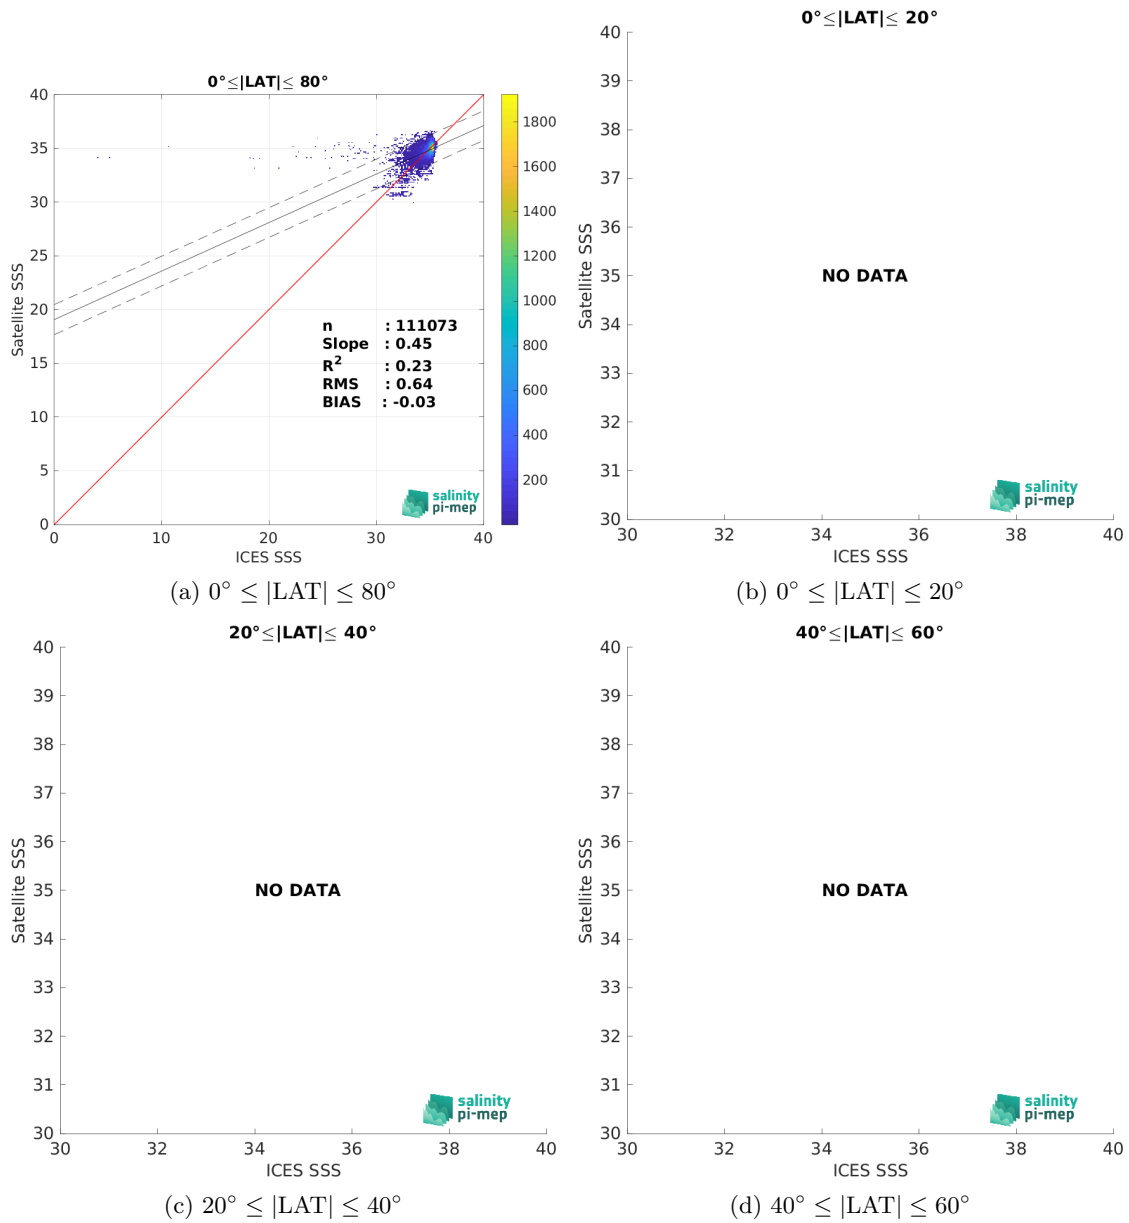 0°≤|LAT|≤ 80°
40
35
30
25
20
15
10
5
0
Satellite SSS
0
10
20
30
40
ICES SSS
n : 111073
Slope : 0.45
R² : 0.23
RMS : 0.64
BIAS : -0.03
salinity
pi-mep
1800
1600
1400
1200
1000
800
600
400
200
(a) 0° ≤ |LAT| ≤ 80°
0°≤|LAT|≤ 20°
40
39
38
37
36
35
34
33
32
31
30
Satellite SSS
NO DATA
salinity
pi-mep
30
32
34
36
38
40
ICES SSS
(b) 0° ≤ |LAT| ≤ 20°
20°≤|LAT|≤ 40°
40
39
38
37
36
35
34
33
32
31
30
Satellite SSS
NO DATA
salinity
pi-mep
30
32
34
36
38
40
ICES SSS
(c) 20° ≤ |LAT| ≤ 40°
40°≤|LAT|≤ 60°
40
39
38
37
36
35
34
33
32
31
30
Satellite SSS
NO DATA
salinity
pi-mep
30
32
34
36
38
40
ICES SSS
(d) 40° ≤ |LAT| ≤ 60°